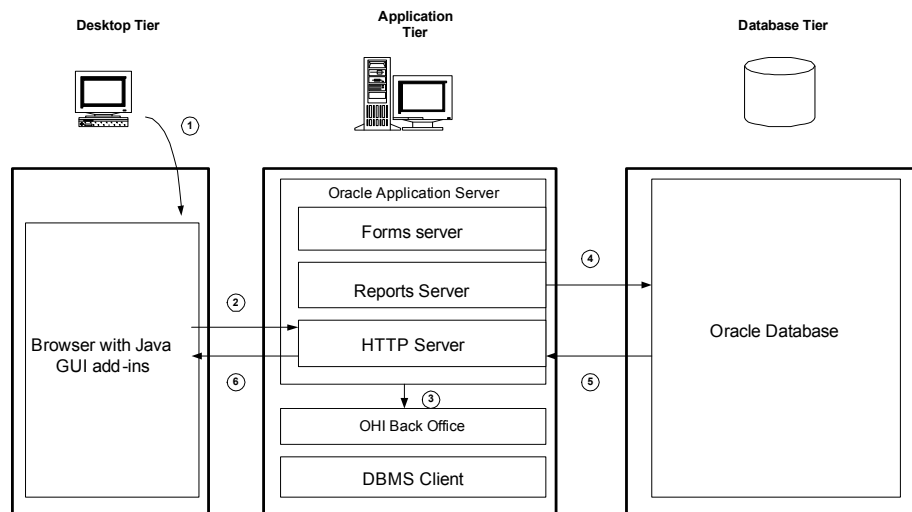 Desktop Tier
Application
Tier
Database Tier
1
Oracle Application Server
Forms server
4
Reports Server
2
Oracle Database
Browser with Java
GUI add-ins
HTTP Server
6
5
3
OHI Back Office
DBMS Client